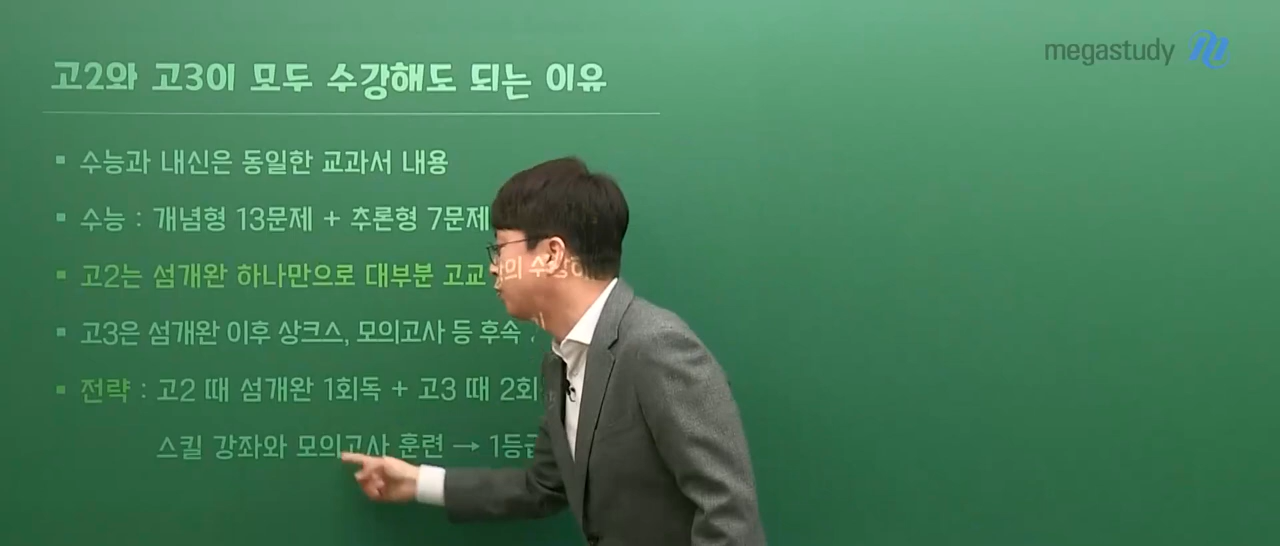 megastudy
고2와 고3이 모두 수강해도 되는 이유
▪ 수능과 내신은 동일한 교과서 내용
▪ 수능 : 개념형 13문제 + 추론형 7문제
▪ 고2는 섬개완 하나만으로 대부분 고교
▪ 고3은 섬개완 이후 상크스, 모의고사 등 후속
▪ 전략 : 고2 때 섬개완 1회독 + 고3 때 2회
스킬 강좌와 모의고사 훈련 → 1등급